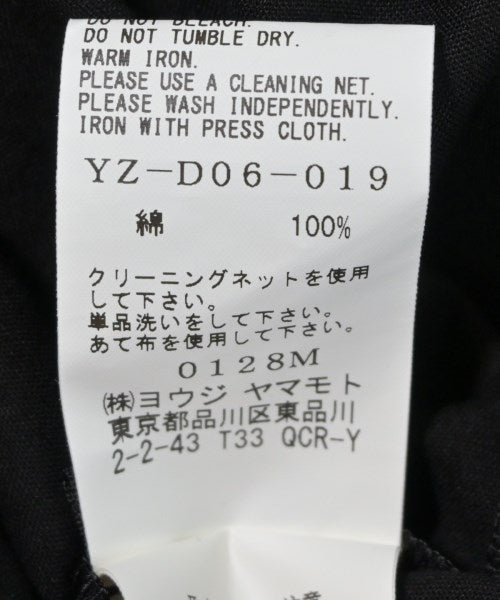 DO NOT BLEACH.
DO NOT TUMBLE DRY.
WARM IRON.
PLEASE USE A CLEANING NET.
PLEASE WASH INDEPENDENTLY.
IRON WITH PRESS CLOTH.
YZ-D06-019
綿 100%
クリーニングネットを使用
して下さい。
単品洗いをして下さい。
あて布を使用して下さい。
0128M
㈱ヨウジ ヤマモト
東京都品川区東品川
2-2-43 T33 QCR-Y